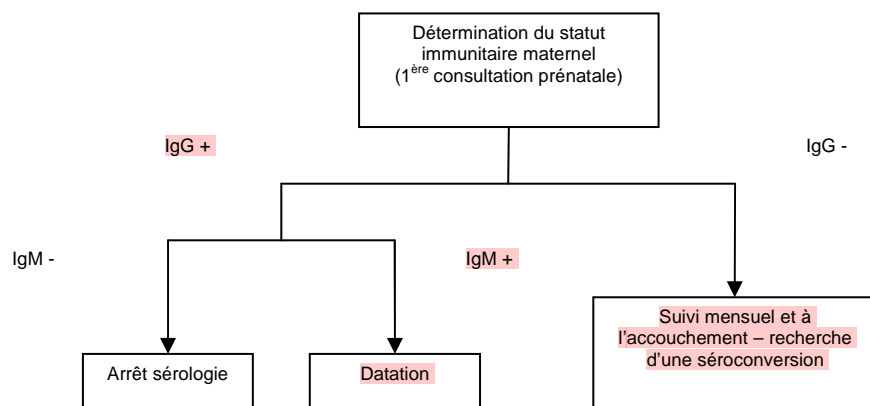 Détermination du statut
immunitaire maternel
(1ère consultation prénatale)
IgG +
IgG -
IgM -
IgM +
Arrêt sérologie
Datation
Suivi mensuel et à
l'accouchement – recherche
d'une séroconversion